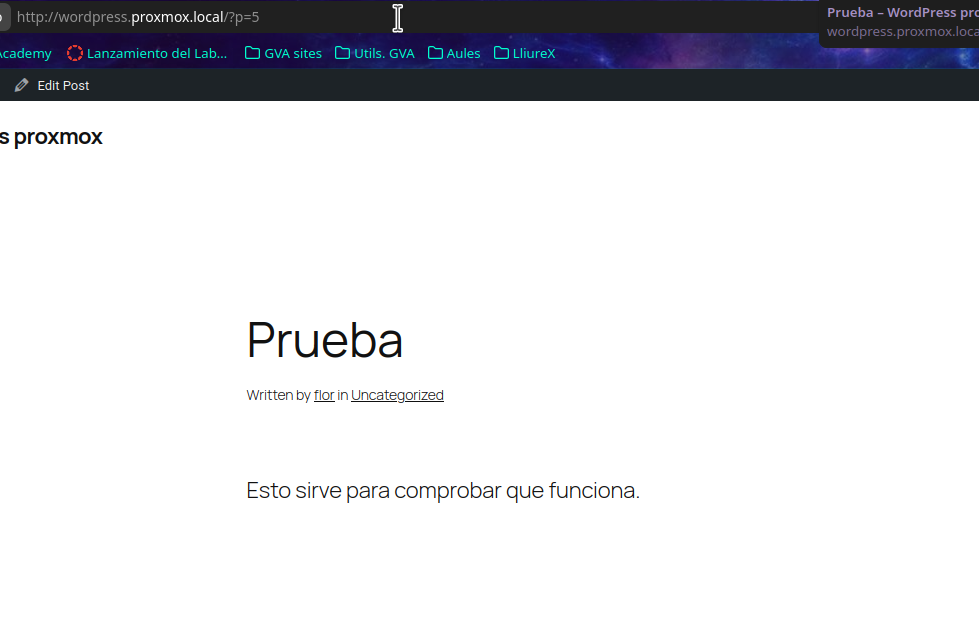 http://wordpress.proxmox.local/?p=5
Prueba – WordPress pro
wordpress.proxmox.loca
Academy Lanzamiento del Lab... GVA sites Utils. GVA Aules LliureX
Edit Post
s proxmox
Prueba
Written by flor in Uncategorized
Esto sirve para comprobar que funciona.